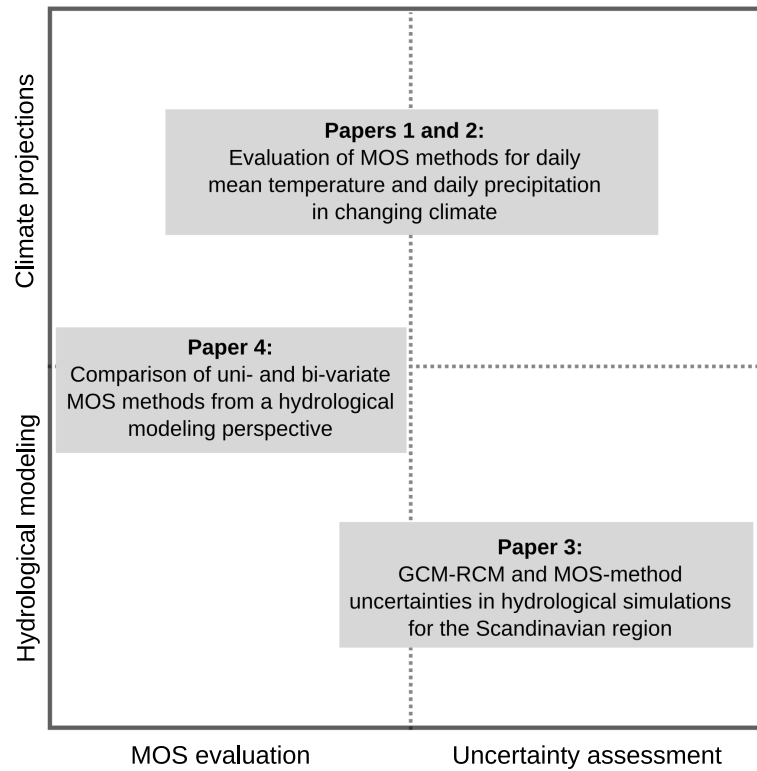 Climate projections
Papers 1 and 2:
Evaluation of MOS methods for daily
mean temperature and daily precipitation
in changing climate
Paper 4:
Comparison of uni- and bi-variate
MOS methods from a hydrological
modeling perspective
Hydrological modeling
Paper 3:
GCM-RCM and MOS-method
uncertainties in hydrological simulations
for the Scandinavian region
MOS evaluation
Uncertainty assessment